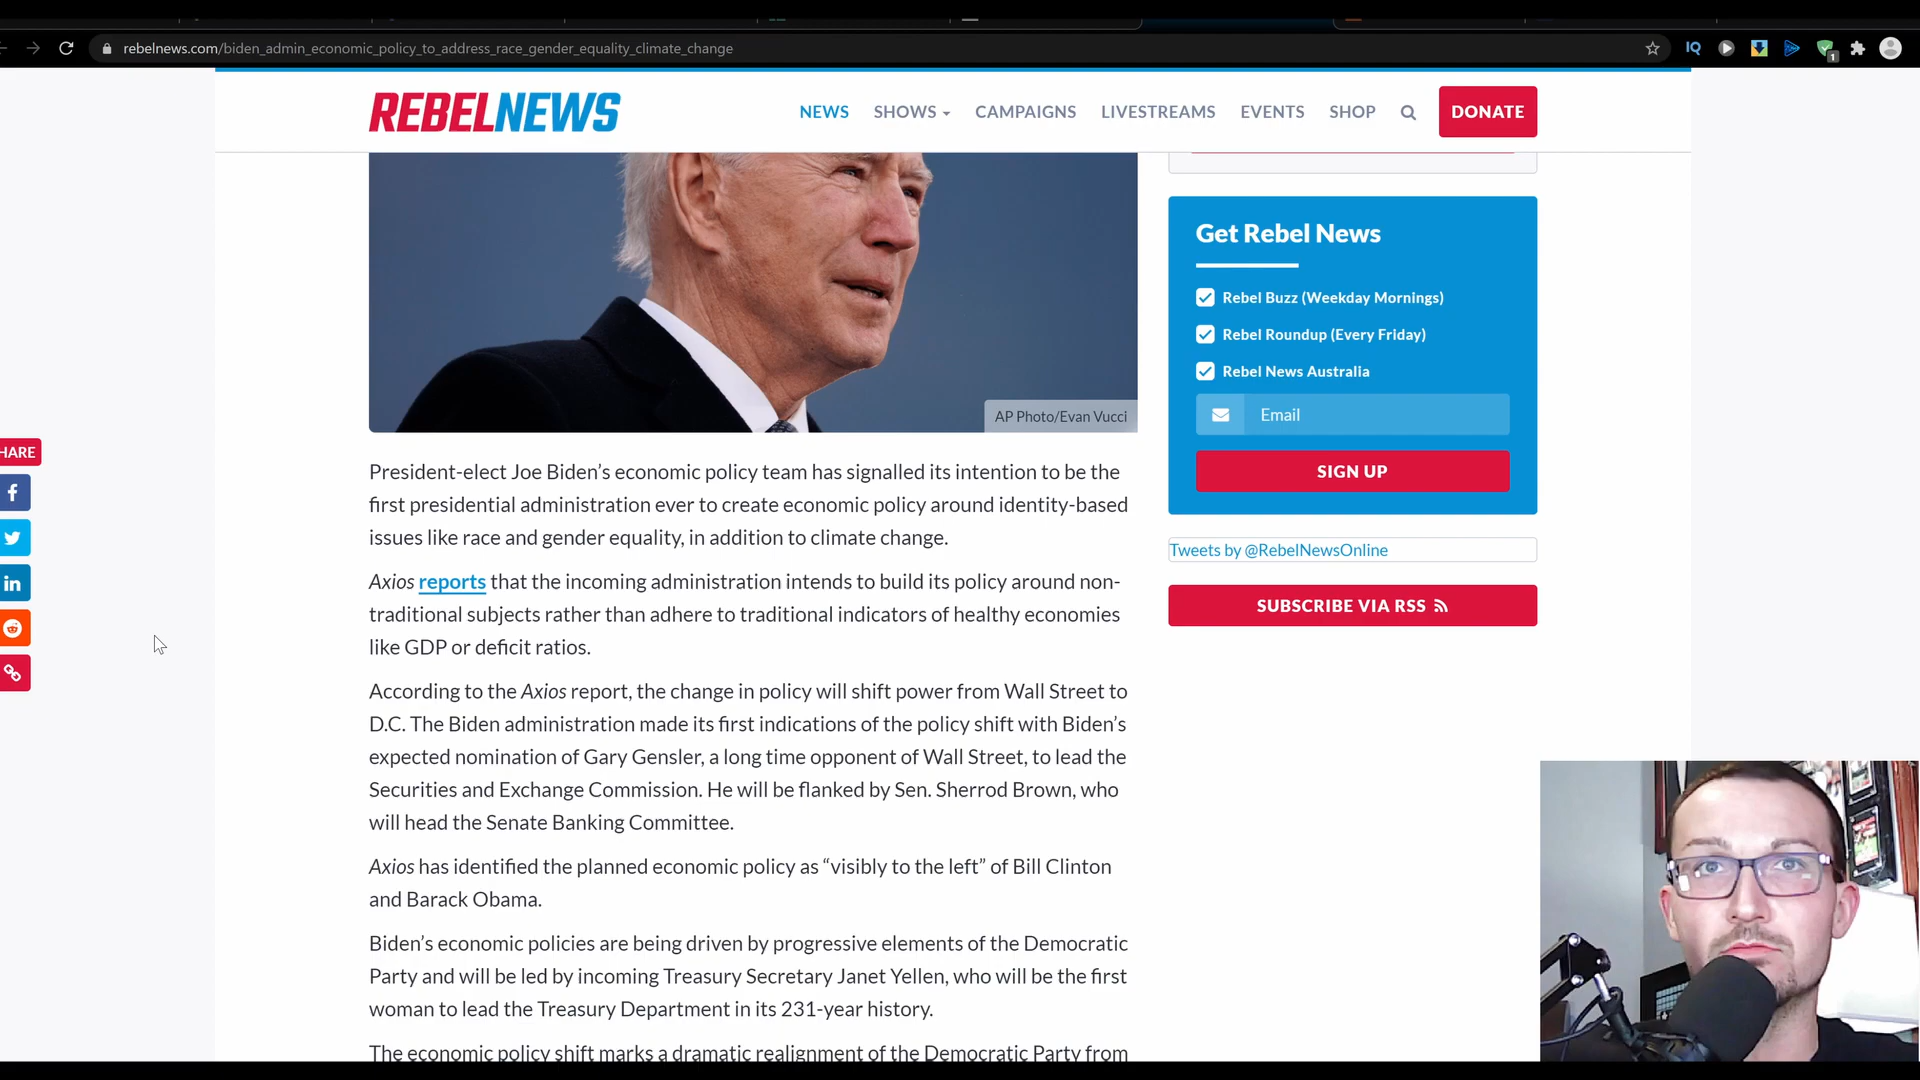 rebelnews.com/biden_admin_economic_policy_to_address_race_gender_equality_climate_change
IQ
1
REBELNEWS
NEWS
SHOWS
CAMPAIGNS
LIVESTREAMS
EVENTS
SHOP
DONATE
AP Photo/Evan Vucci
HARE
President-elect Joe Biden’s economic policy team has signalled its intention to be the
first presidential administration ever to create economic policy around identity-based
issues like race and gender equality, in addition to climate change.
Axios reports that the incoming administration intends to build its policy around non-
traditional subjects rather than adhere to traditional indicators of healthy economies
like GDP or deficit ratios.
According to the Axios report, the change in policy will shift power from Wall Street to
D.C. The Biden administration made its first indications of the policy shift with Biden’s
expected nomination of Gary Gensler, a long time opponent of Wall Street, to lead the
Securities and Exchange Commission. He will be flanked by Sen. Sherrod Brown, who
will head the Senate Banking Committee.
Axios has identified the planned economic policy as “visibly to the left” of Bill Clinton
and Barack Obama.
Biden’s economic policies are being driven by progressive elements of the Democratic
Party and will be led by incoming Treasury Secretary Janet Yellen, who will be the first
woman to lead the Treasury Department in its 231-year history.
The economic policy shift marks a dramatic realignment of the Democratic Party from
Get Rebel News
Rebel Buzz (Weekday Mornings)
Rebel Roundup (Every Friday)
Rebel News Australia
Email
SIGN UP
Tweets by @RebelNewsOnline
SUBSCRIBE VIA RSS